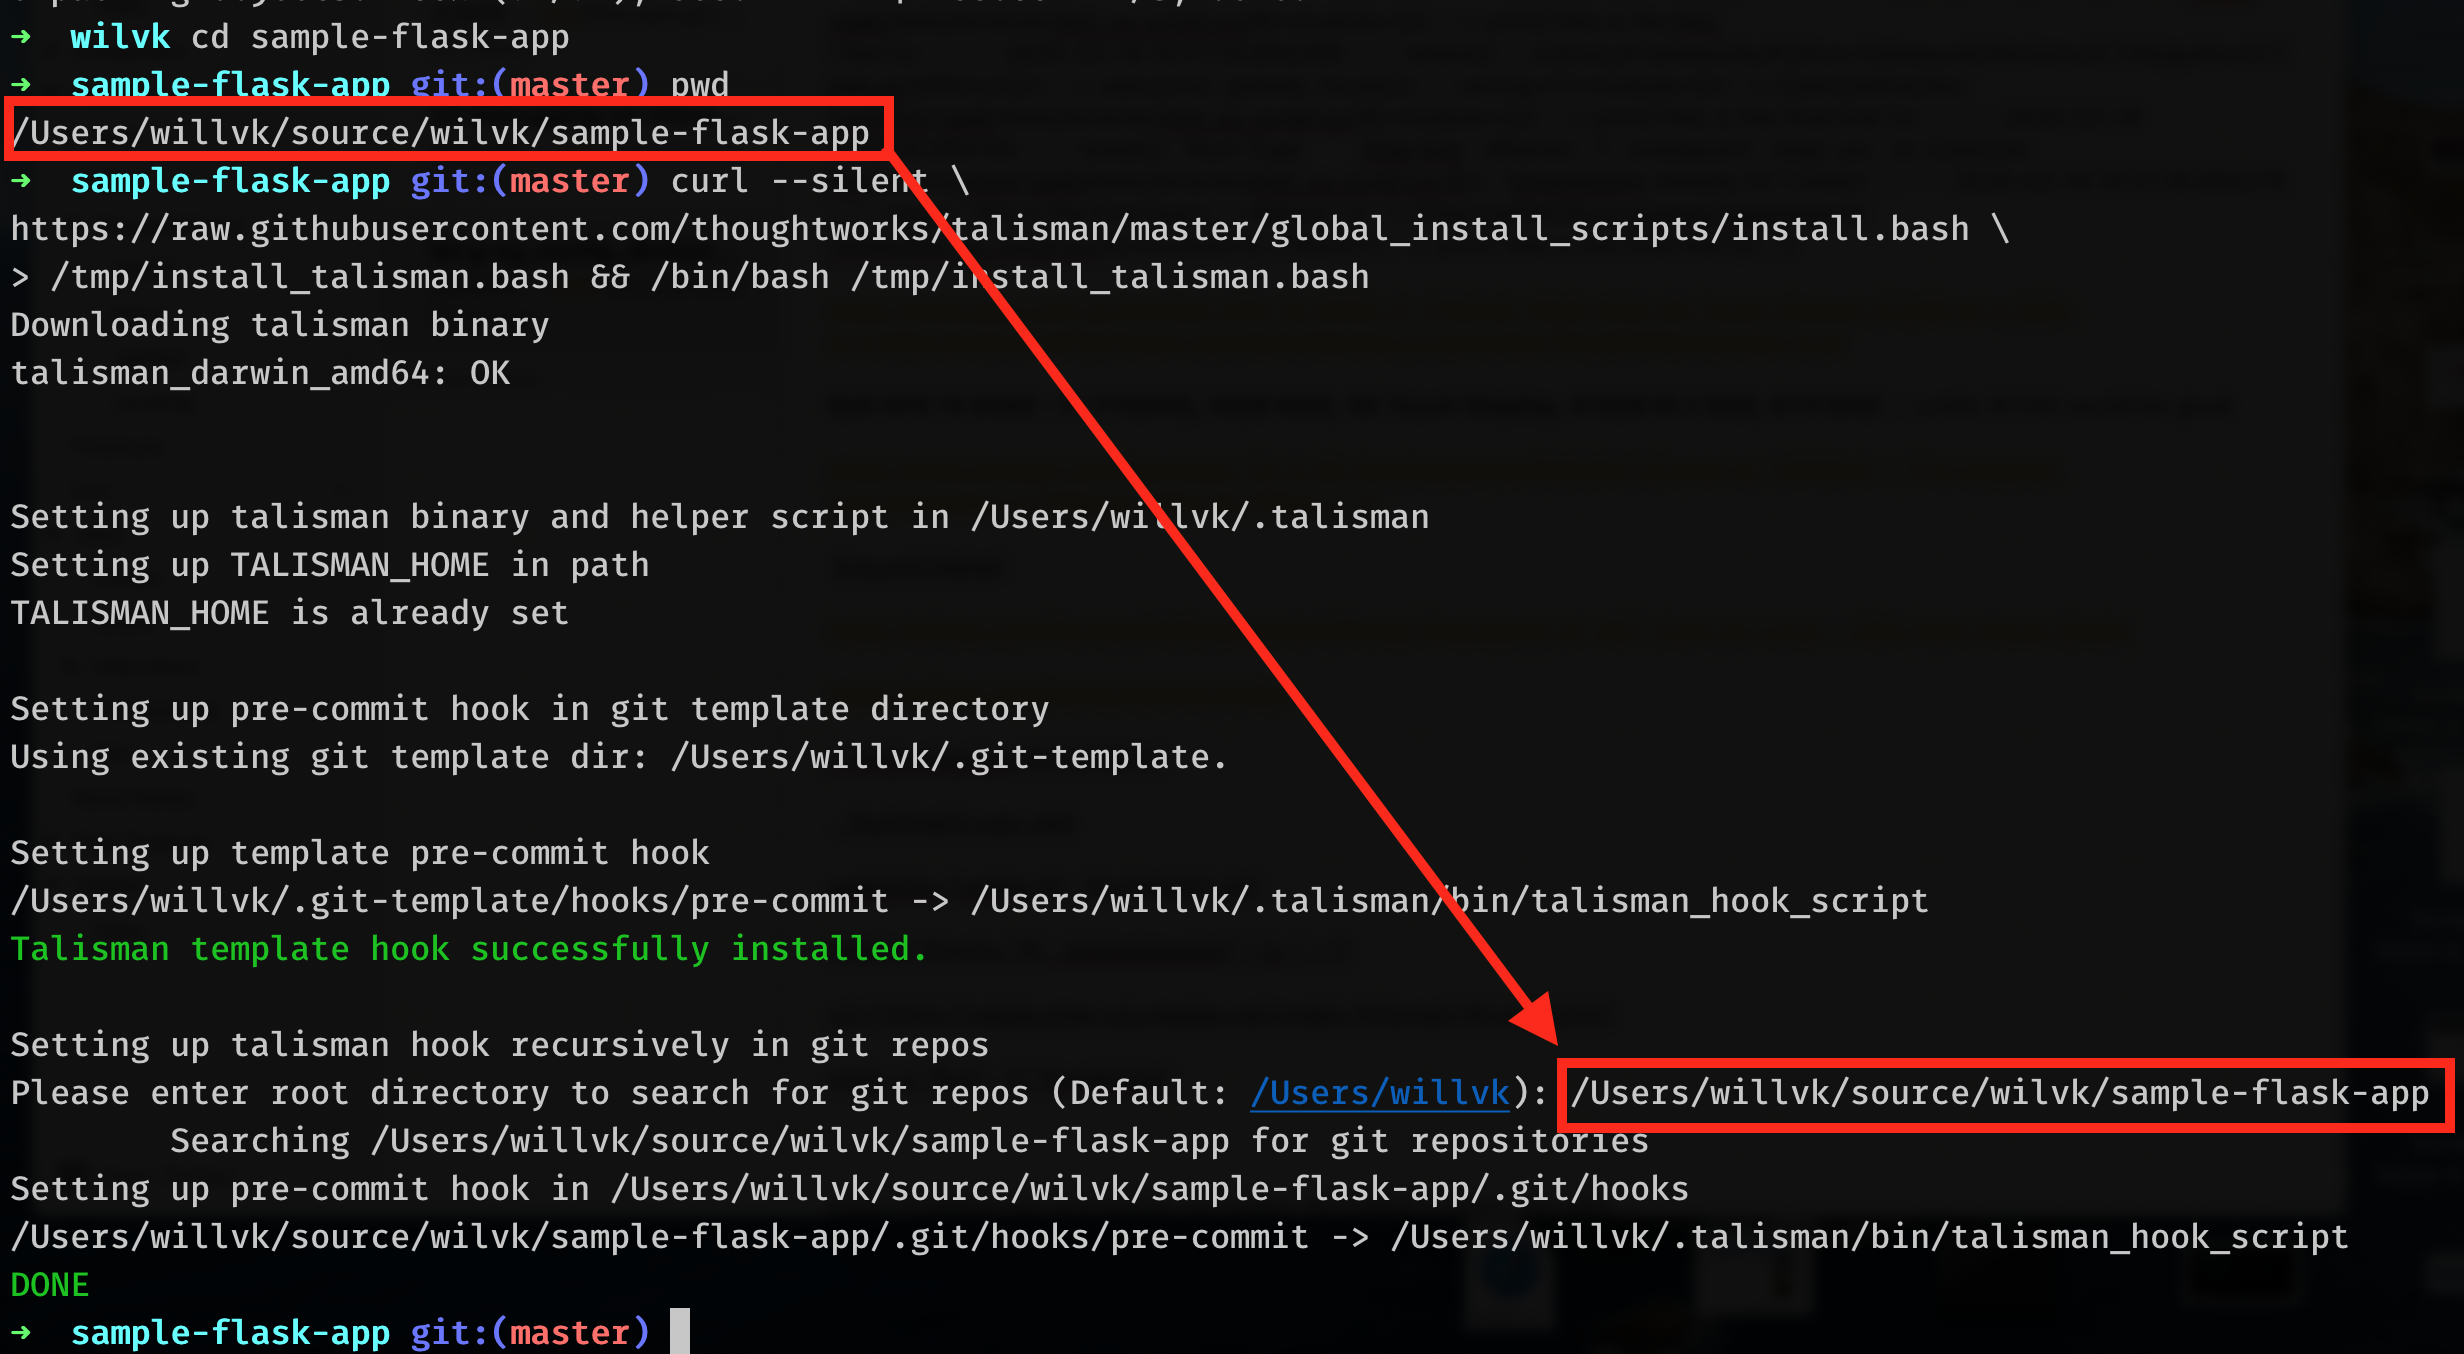 ➜ wilvk cd sample-flask-app
➜ sample-flask-app git:(master) pwd
/Users/willvk/source/wilvk/sample-flask-app
➜ sample-flask-app git:(master) curl --silent \
https://raw.githubusercontent.com/thoughtworks/talisman/master/global_install_scripts/install.bash \
> /tmp/install_talisman.bash && /bin/bash /tmp/install_talisman.bash
Downloading talisman binary
talisman_darwin_amd64: OK
Setting up talisman binary and helper script in /Users/willvk/.talisman
Setting up TALISMAN_HOME in path
TALISMAN_HOME is already set
Setting up pre-commit hook in git template directory
Using existing git template dir: /Users/willvk/.git-template.
Setting up template pre-commit hook
/Users/willvk/.git-template/hooks/pre-commit -> /Users/willvk/.talisman/bin/talisman_hook_script
Talisman template hook successfully installed.
Setting up talisman hook recursively in git repos
Please enter root directory to search for git repos (Default: /Users/willvk): /Users/willvk/source/wilvk/sample-flask-app
Searching /Users/willvk/source/wilvk/sample-flask-app for git repositories
Setting up pre-commit hook in /Users/willvk/source/wilvk/sample-flask-app/.git/hooks
/Users/willvk/source/wilvk/sample-flask-app/.git/hooks/pre-commit -> /Users/willvk/.talisman/bin/talisman_hook_script
DONE
➜ sample-flask-app git:(master)